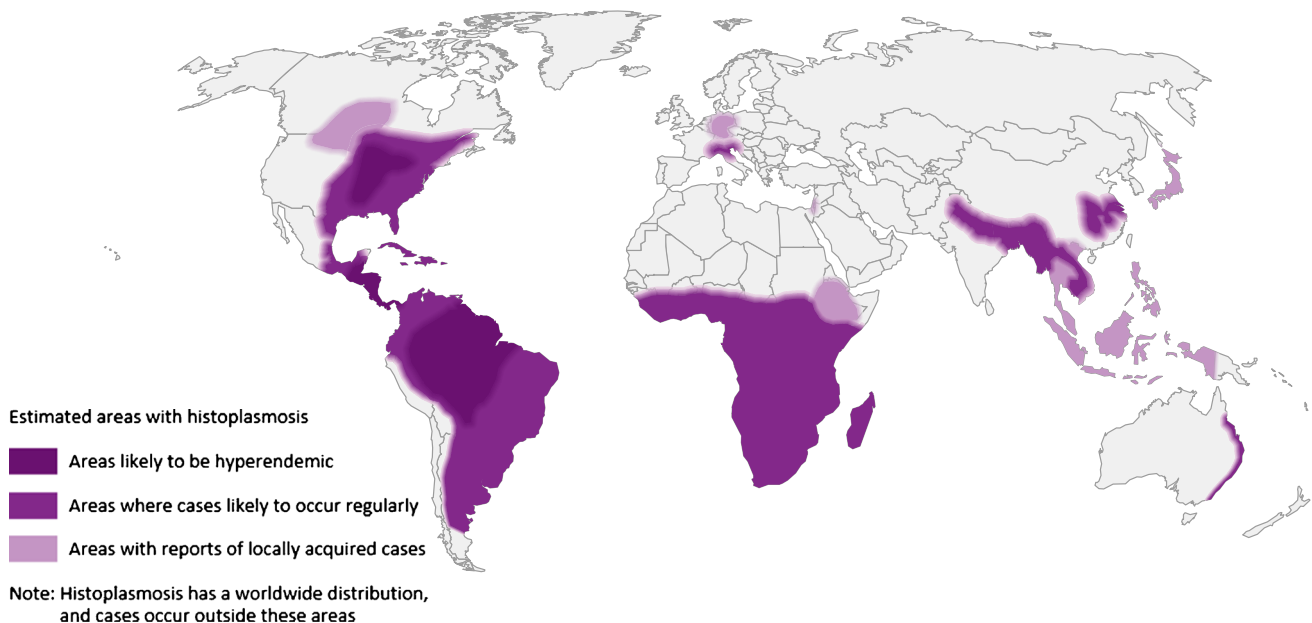 Estimated areas with histoplasmosis
Areas likely to be hyperendemic
Areas where cases likely to occur regularly
Areas with reports of locally acquired cases
Note: Histoplasmosis has a worldwide distribution,
and cases occur outside these areas